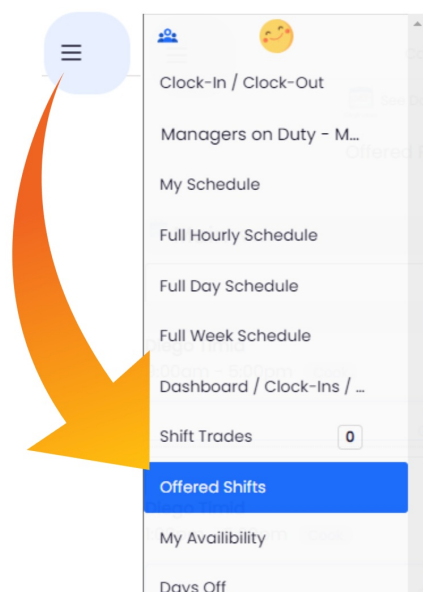 Clock-In / Clock-Out
Managers on Duty - M...
My Schedule
Full Hourly Schedule
Full Day Schedule
Full Week Schedule
Dashboard / Clock-Ins / ...
Shift Trades 0
Offered Shifts
My Availibility
Days Off